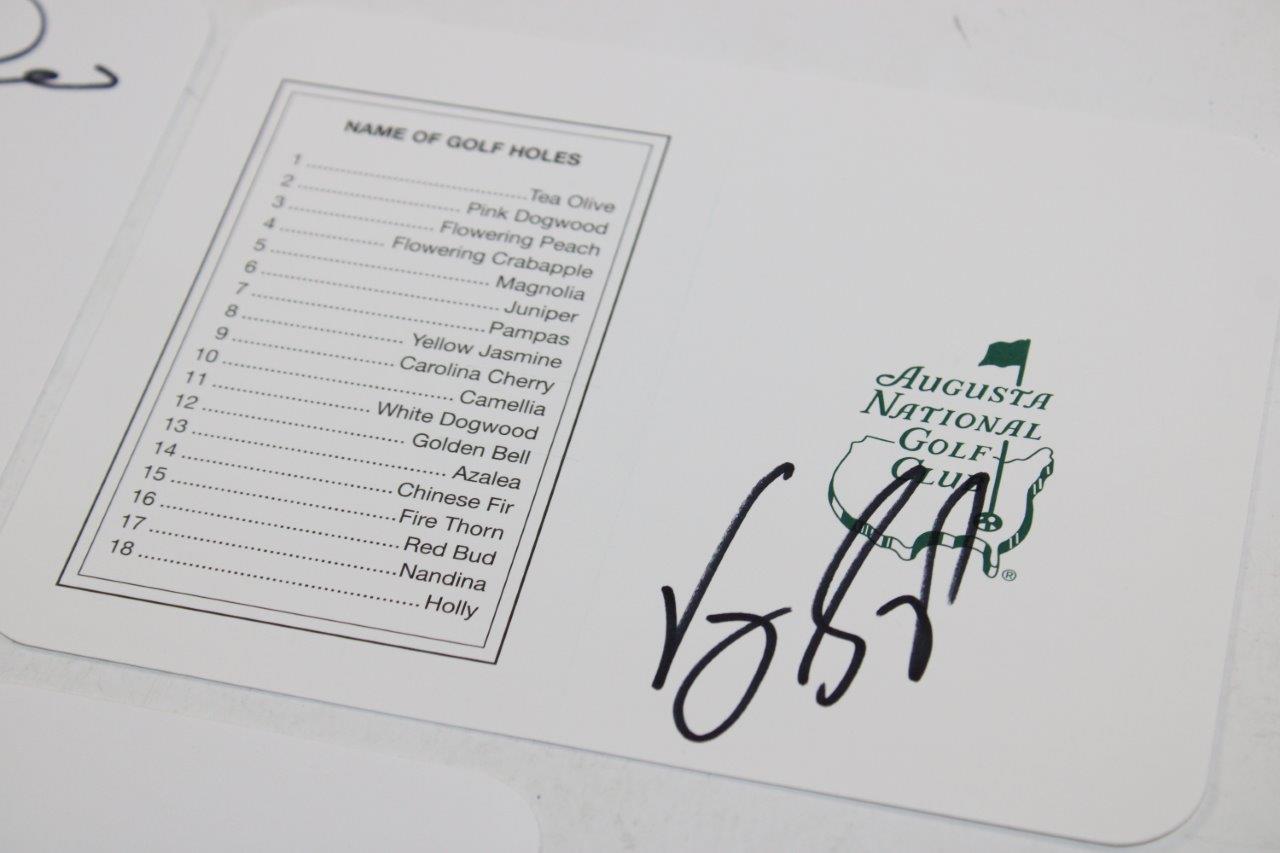 NAME OF GOLF HOLES
1 ........................................ Tea Olive
2 ............................. Pink Dogwood
3 .......................... Flowering Peach
4 ................... Flowering Crabapple
5 ........................................ Magnolia
6 ........................................... Juniper
7 .......................................... Pampas
8 ............................... Yellow Jasmine
9 ............................. Carolina Cherry
10 ........................................ Camellia
11 ............................ White Dogwood
12 .................................... Golden Bell
13 .............................................. Azalea
14 ........................................ Chinese Fir
15 ......................................... Fire Thorn
16 ........................................... Red Bud
17 ........................................... Nandina
18 ................................................. Holly
AUGUSTA
NATIONAL
GOLF
CLUB
®